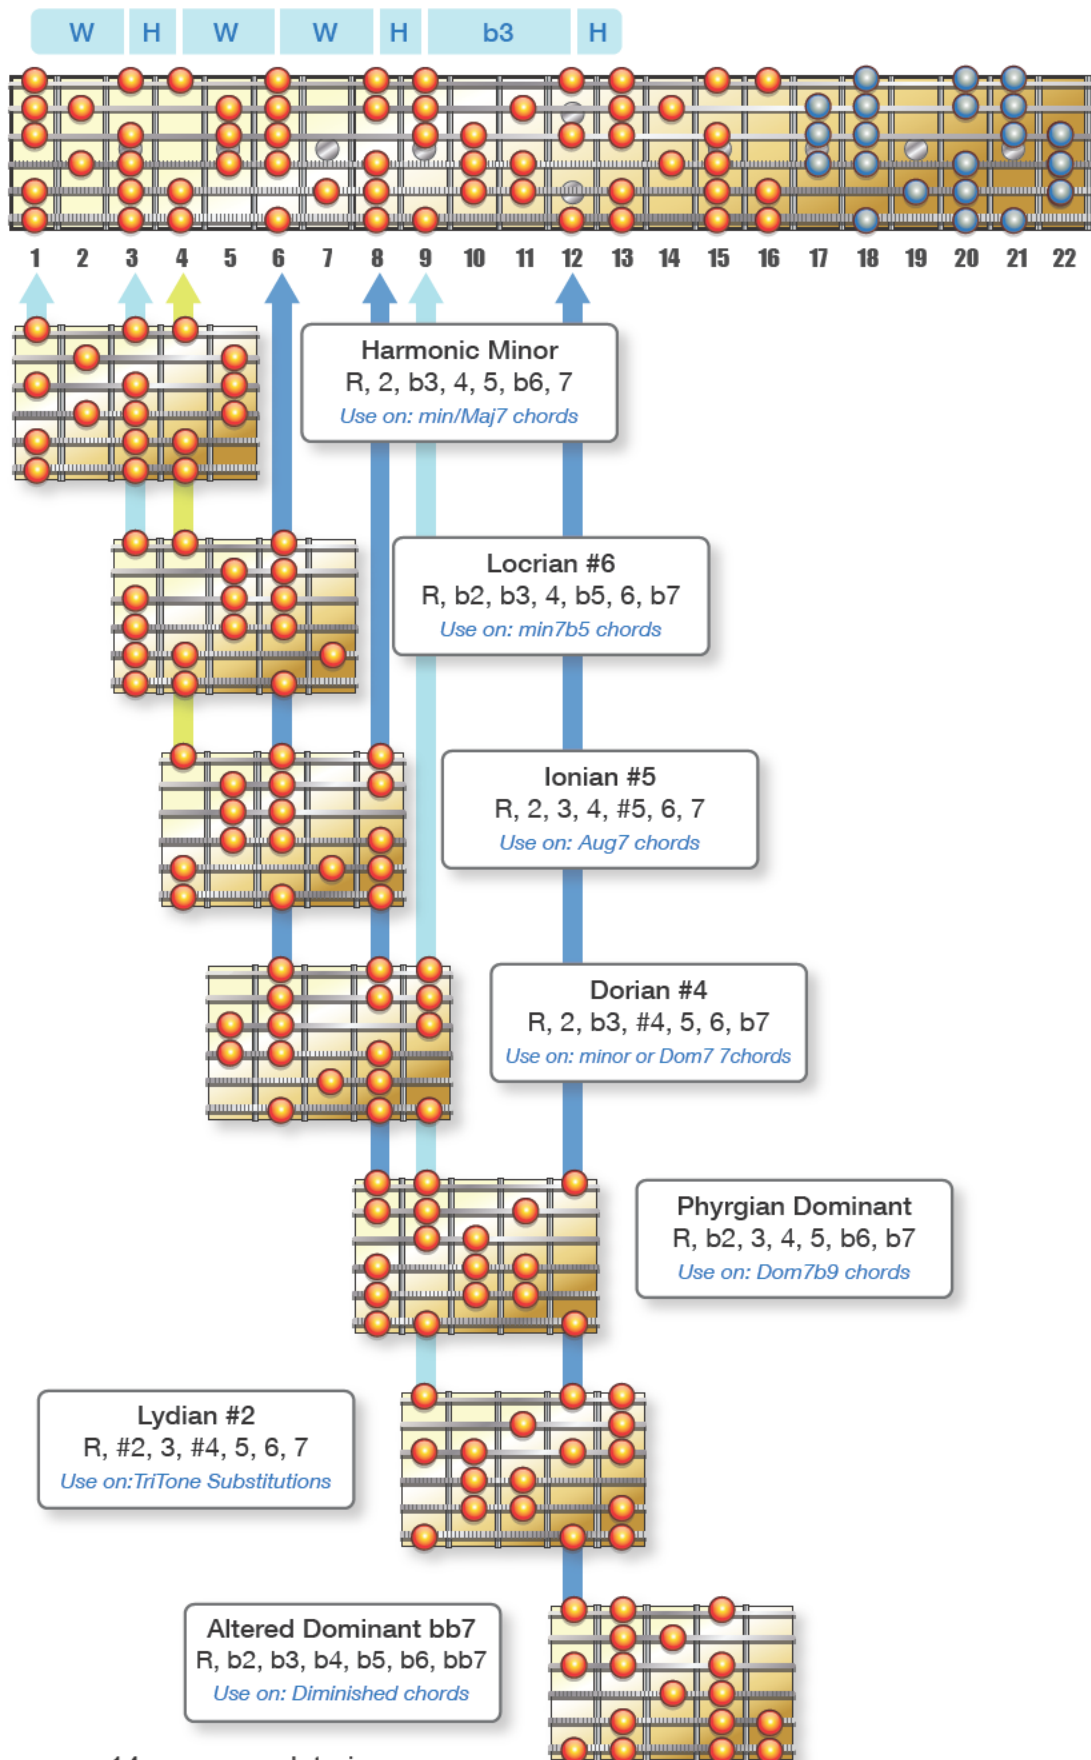 W H W W H b3 H
1 2 3 4 5 6 7 8 9 10 11 12 13 14 15 16 17 18 19 20 21 22
Harmonic Minor
R, 2, b3, 4, 5, b6, 7
Use on: min/Maj7 chords
Locrian #6
R, b2, b3, 4, b5, 6, b7
Use on: min7b5 chords
Ionian #5
R, 2, 3, 4, #5, 6, 7
Use on: Aug7 chords
Dorian #4
R, 2, b3, #4, 5, 6, b7
Use on: minor or Dom7 7chords
Phyrgian Dominant
R, b2, 3, 4, 5, b6, b7
Use on: Dom7b9 chords
Lydian #2
R, #2, 3, #4, 5, 6, 7
Use on:TriTone Substitutions
Altered Dominant bb7
R, b2, b3, b4, b5, b6, bb7
Use on: Diminished chords